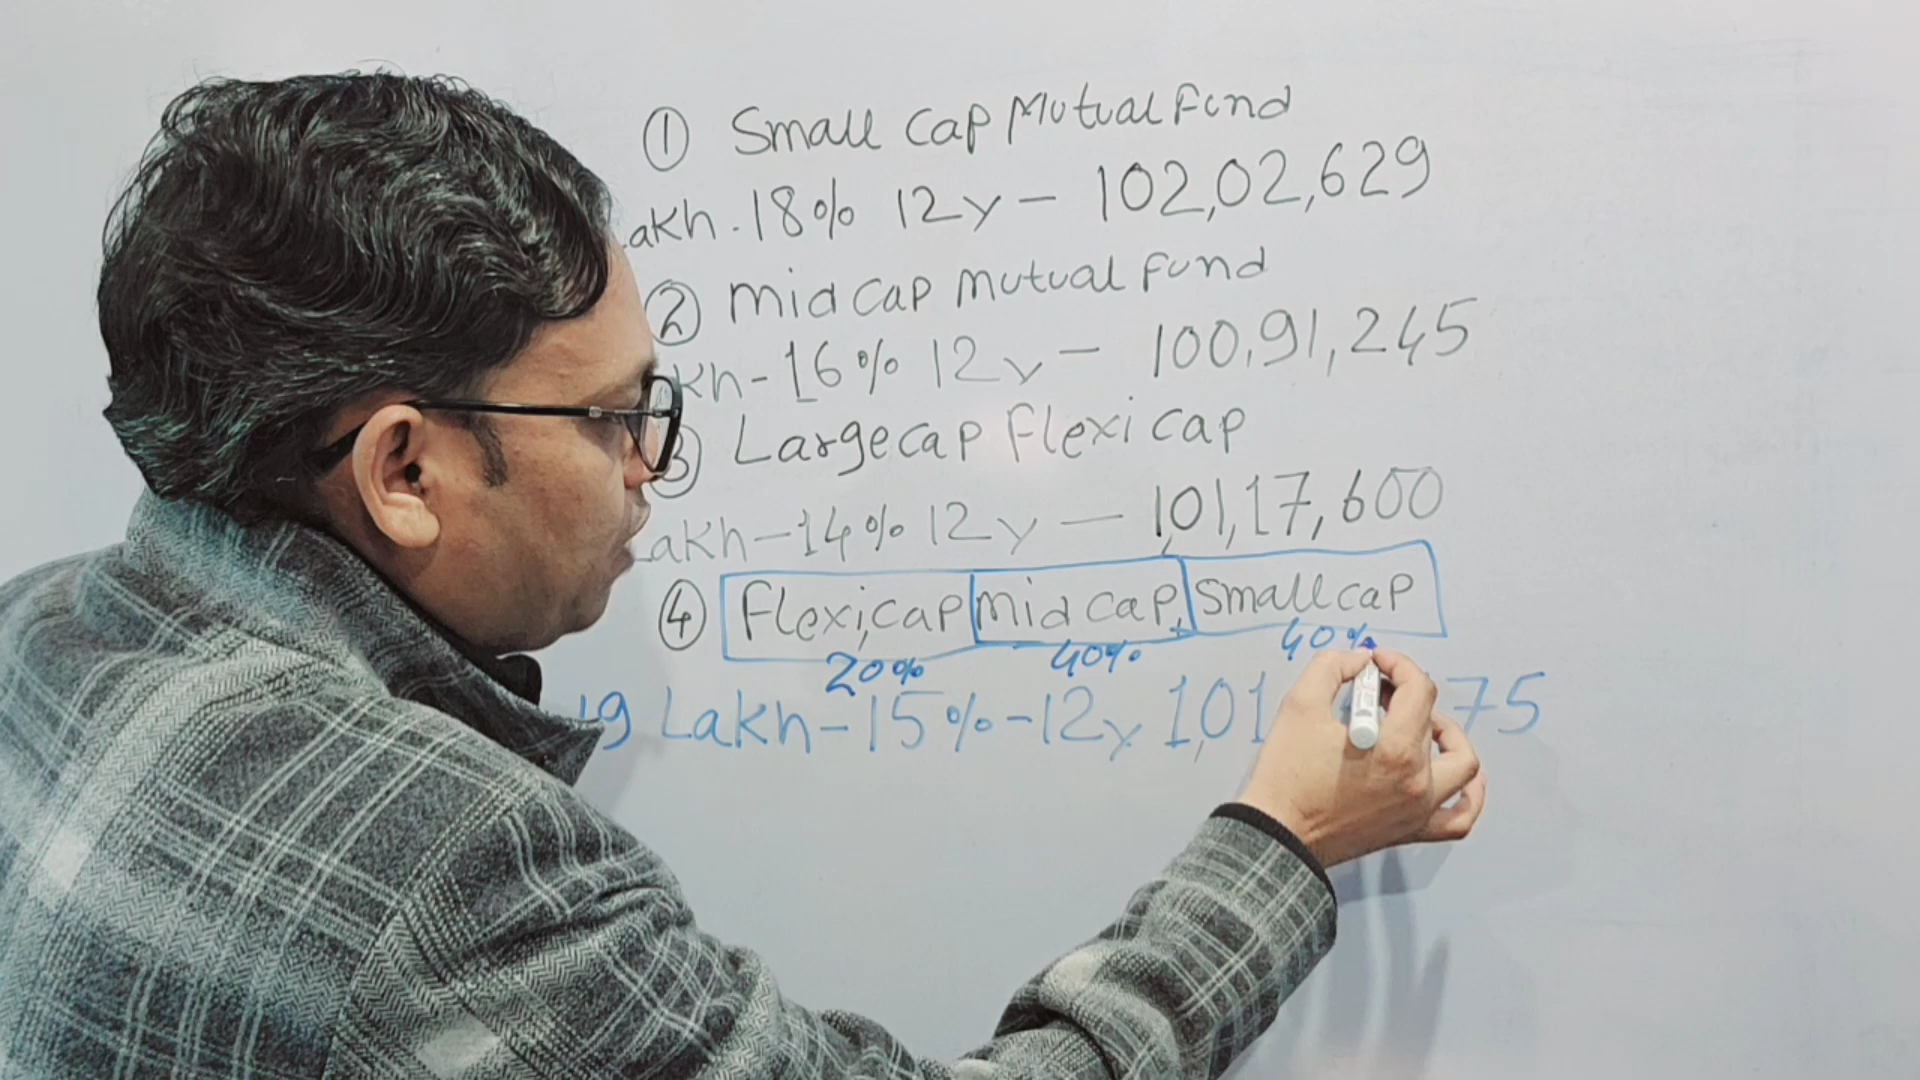 ① Small Cap Mutual Fund
akh. 18% 12y - 102,02,629
② Mid Cap Mutual Fund
kh - 16% 12y - 100,91,245
3 Large cap Flexi cap
akh - 14% 12y - 101,17,600
④ Flexi,cap Mid cap, Small cap
20% 40% 40%
19 Lakh - 15% - 12y 1,01 75